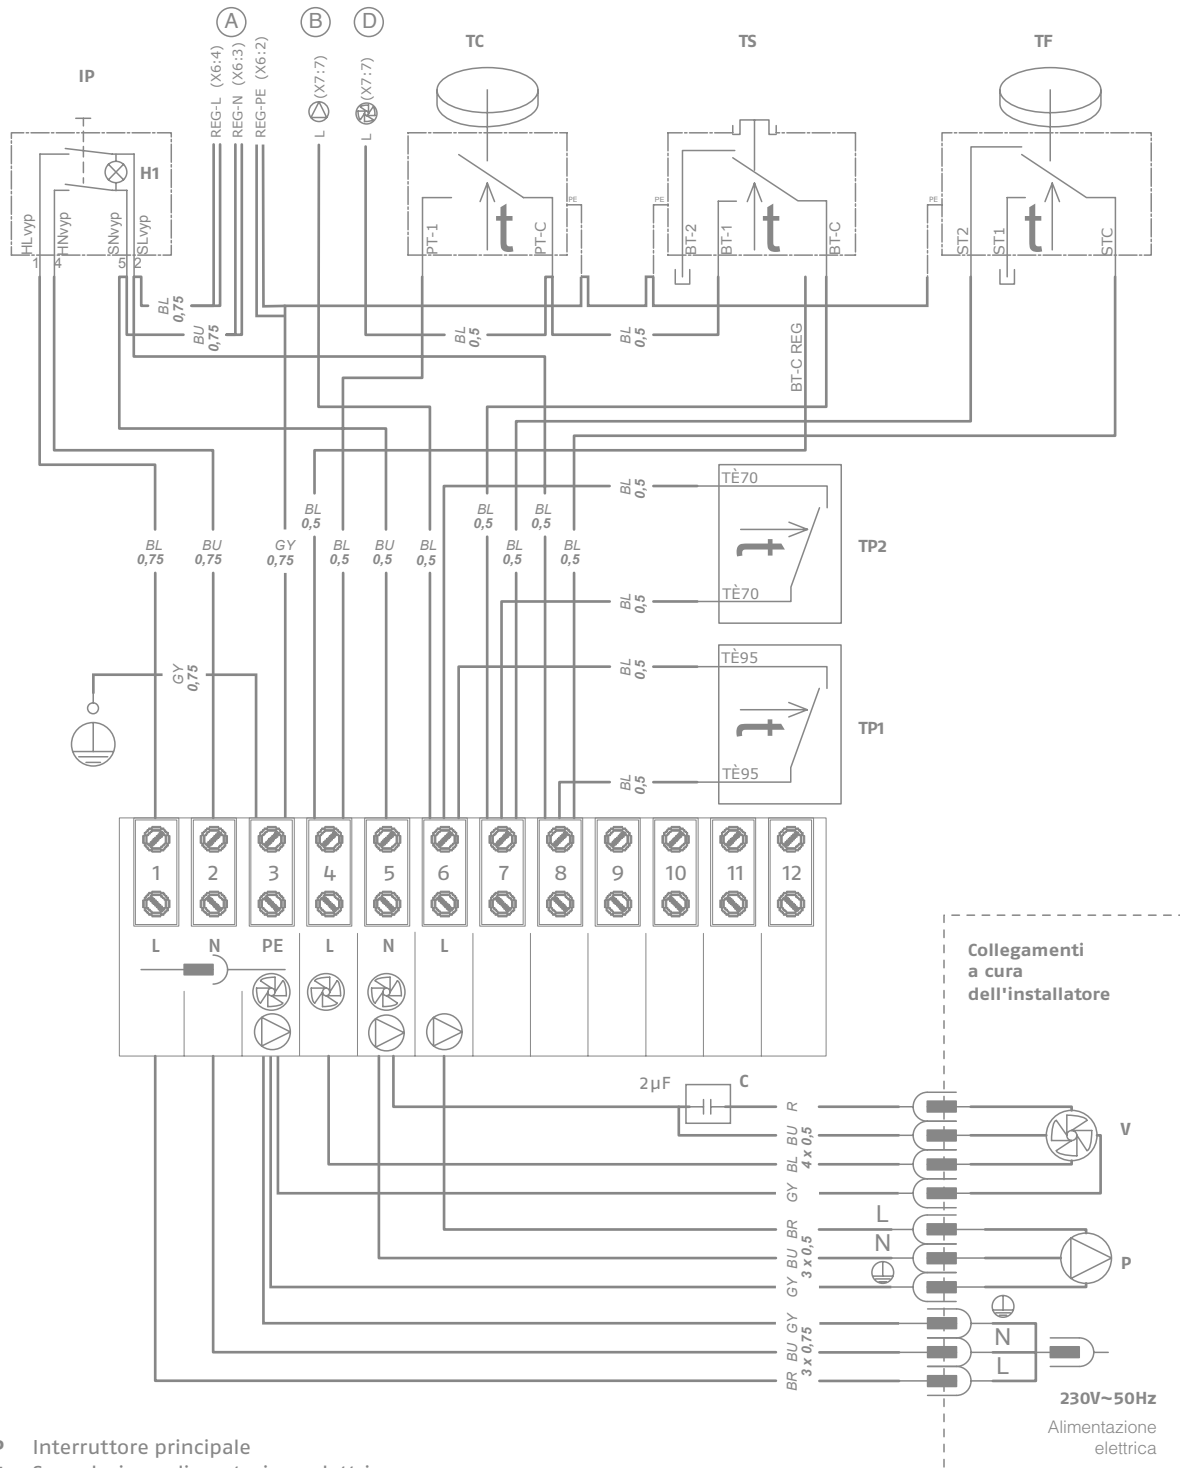 A
B
D
TC
TS
TF
IP
REG-L (X6:4)
REG-N (X6:3)
REG-PE (X6:2)
L (X7:7)
L (X7:7)
H1
HLvyp
HNvyp
SNvyp
SLvyp
1
4
5
2
PT-1
t
PT-C
PE
PE
BT-2
BT-1
t
BT-C
PE
ST2
ST1
t
STC
BL
0,75
BU
0,75
BL
0,5
BL
0,5
BT-C REG
TÈ70
BL
0,5
BL
0,5
BL
0,5
BL
0,5
BL
0,75
BU
0,75
GY
0,75
BL
0,5
BU
0,5
BL
0,5
BL
0,5
BL
0,5
t
TP2
TÈ70
BL
0,5
TÈ95
BL
0,5
GY
0,75
t
TP1
TÈ95
BL
0,5
1
2
3
4
5
6
7
8
9
10
11
12
L
N
PE
L
N
L
Collegamenti
a cura
dell'installatore
2µF
C
R
BU
BL
GY
4 x 0,5
V
BR
BU
GY
3 x 0,5
L
N
P
GY
BU
BR
3 x 0,75
N
L
230V~50Hz
Alimentazione
elettrica
Interruttore principale